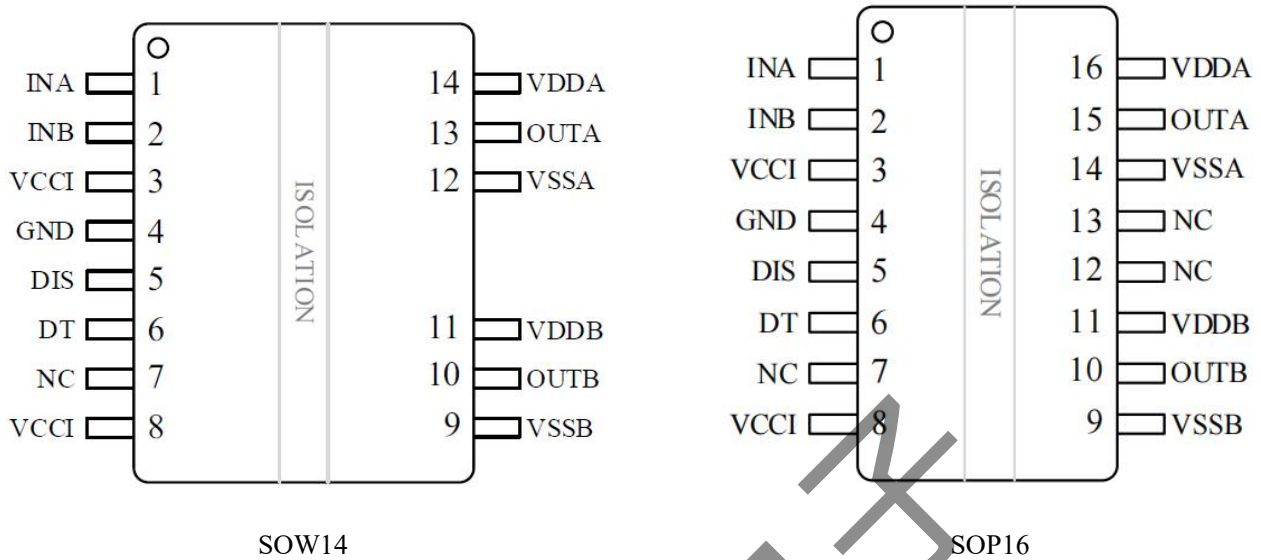 INA 1 14 VDDA
INB 2 13 OUTA
VCCI 3 12 VSSA
GND 4
DIS 5
DT 6 11 VDDB
NC 7 10 OUTB
VCCI 8 9 VSSB
ISOLATION
SOW14
INA 1 16 VDDA
INB 2 15 OUTA
VCCI 3 14 VSSA
GND 4 13 NC
DIS 5 12 NC
DT 6 11 VDDB
NC 7 10 OUTB
VCCI 8 9 VSSB
ISOLATION
SOP16